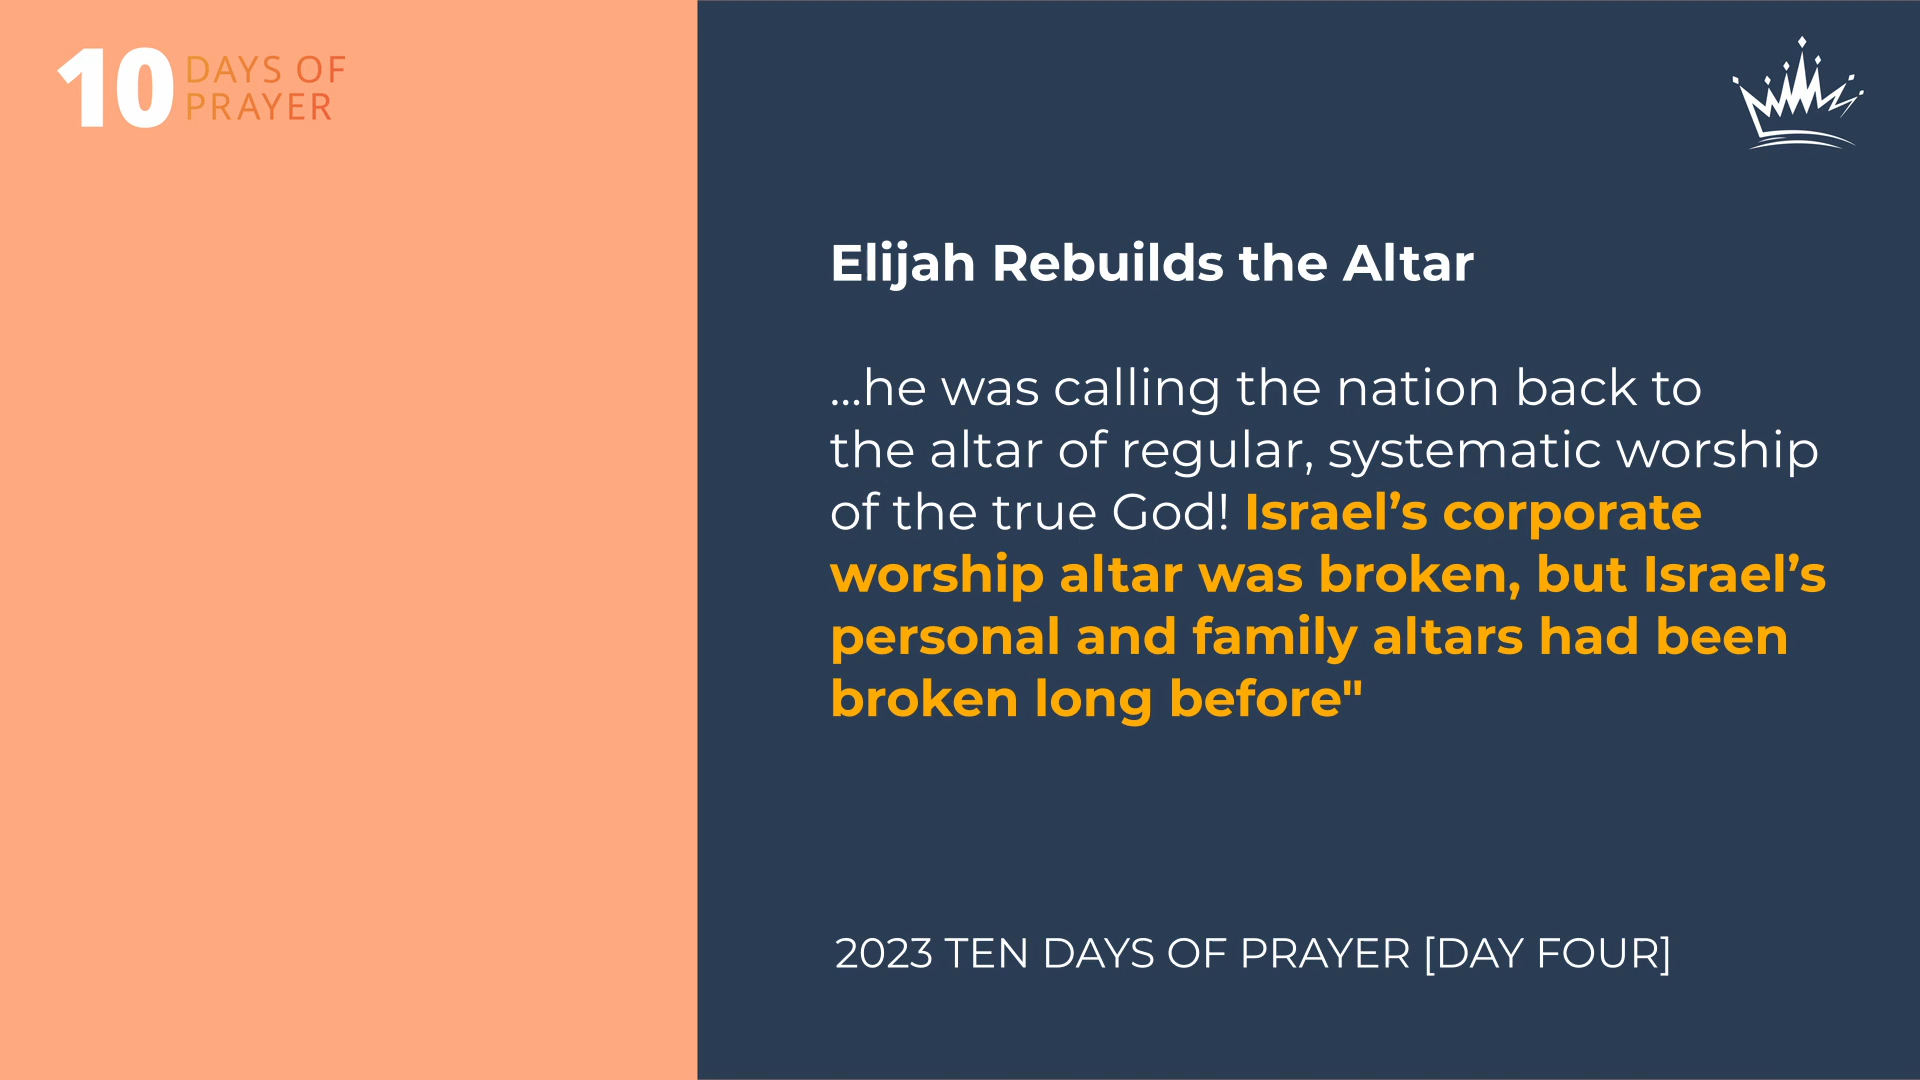 10 DAYS OF
PRAYER
Elijah Rebuilds the Altar
...he was calling the nation back to
the altar of regular, systematic worship
of the true God! Israel’s corporate
worship altar was broken, but Israel’s
personal and family altars had been
broken long before"
2023 TEN DAYS OF PRAYER [DAY FOUR]